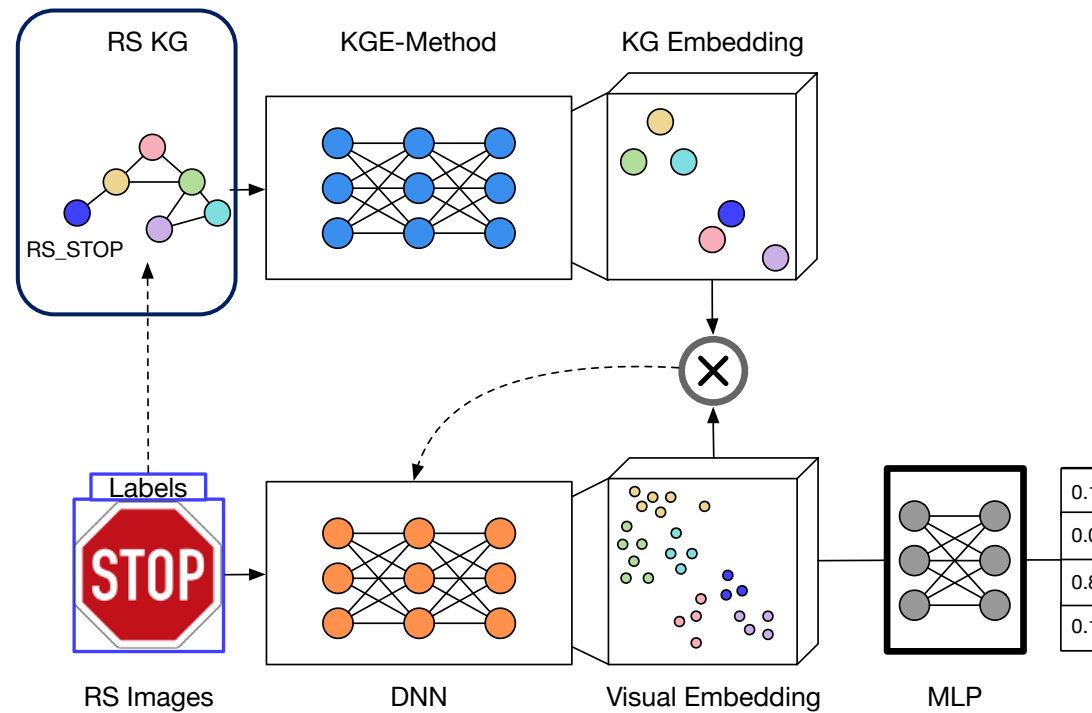 RS KG
KGE-Method
KG Embedding
RS_STOP
Labels
STOP
RS Images
DNN
Visual Embedding
MLP